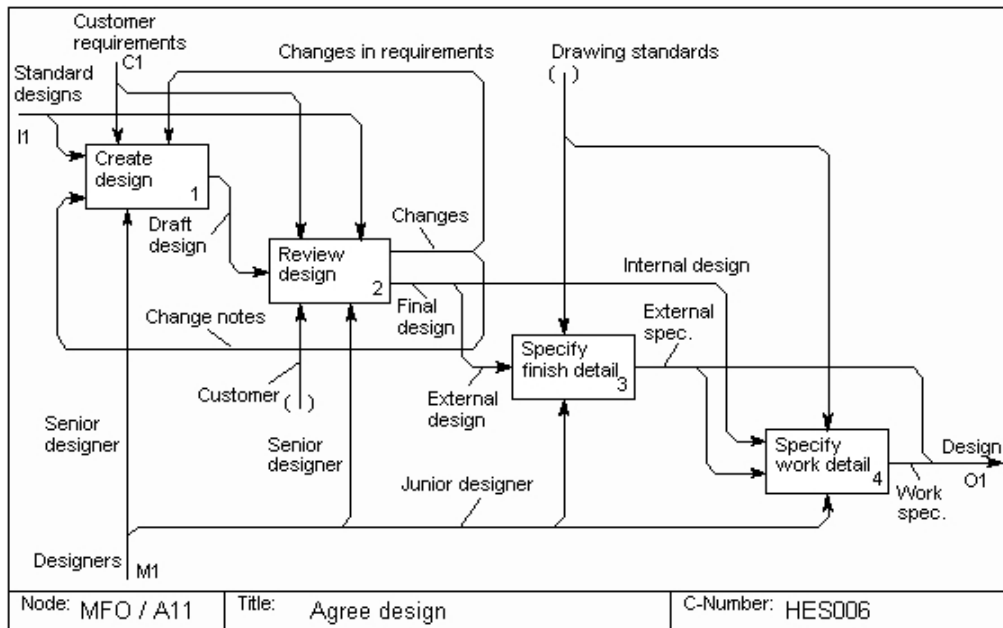 Customer
requirements
C1
Changes in requirements
Drawing standards
( )
Standard
designs
I1
Create
design
1
Draft
design
Changes
Review
design
2
Internal design
Final
design
External
spec.
Change notes
Specify
finish detail
3
Customer
( )
External
design
Senior
designer
Senior
designer
Specify
work detail
4
Design
O1
Junior designer
Work
spec.
Designers
M1
Node: MFO / A11
Title: Agree design
C-Number: HES006